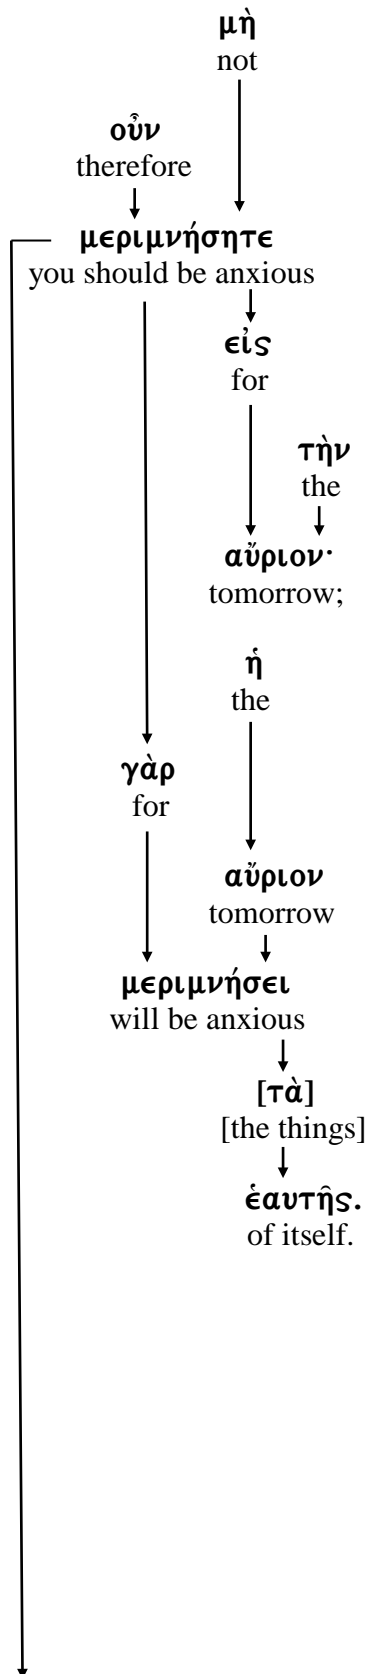 μὴ
not
οὖν
therefore
μεριμνήσητε
you should be anxious
εἰς
for
τὴν
the
αὔριον·
tomorrow;
ἡ
the
γὰρ
for
αὔριον
tomorrow
μεριμνήσει
will be anxious
[τὰ]
[the things]
ἑαυτῆς.
of itself.